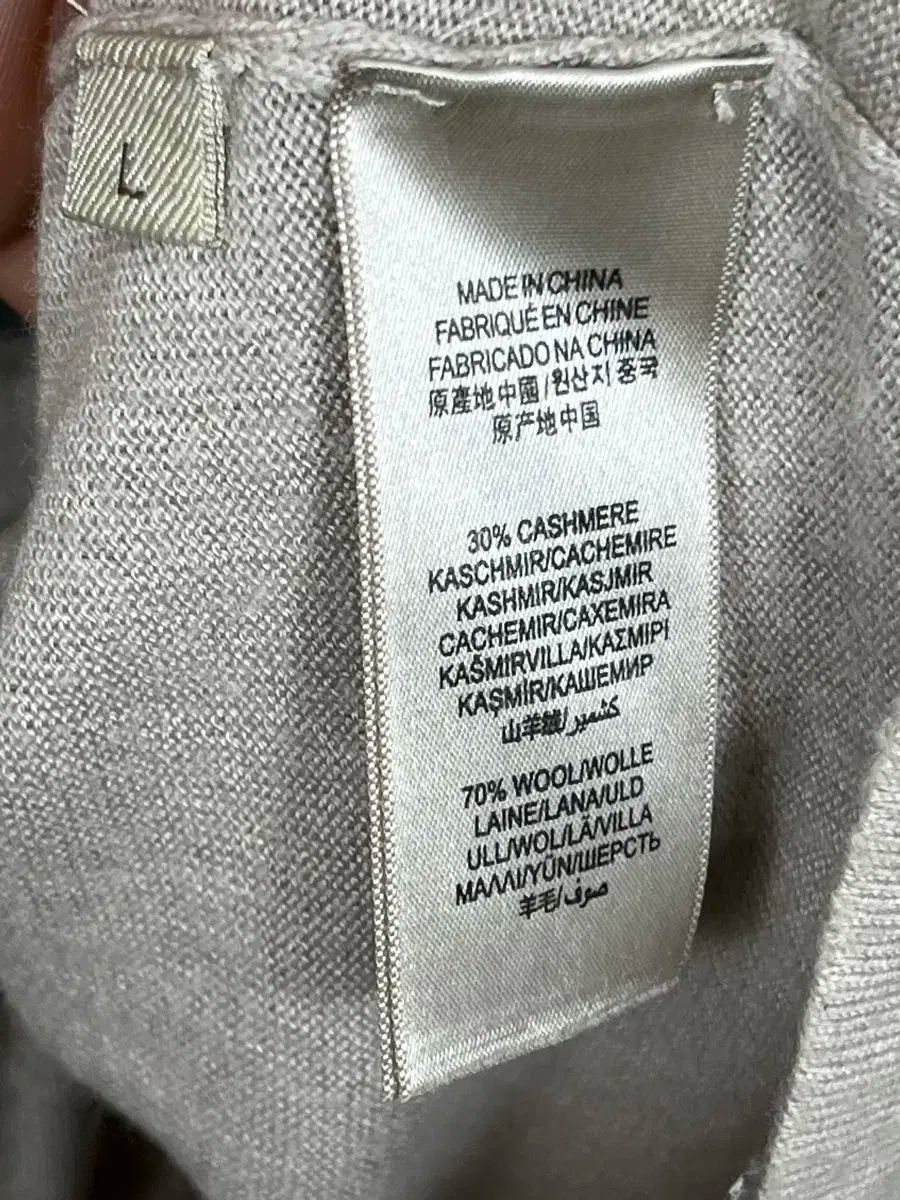 L
MADE IN CHINA
FABRIQUÉ EN CHINE
FABRICADO NA CHINA
原產地中國/원산지 중국
原产地中国
30% CASHMERE
KASCHMIR/CACHEMIRE
KASHMIR/KASJMIR
CACHEMIR/CAXEMIRA
KAŠMIRVILLA/ΚΑΣΜΙΡΙ
KAŞMİR/КАШЕМИР
山羊绒/كشمير
70% WOOL/WOLLE
LAINE/LANA/ULD
ULL/WOL/LÃ/VILLA
ΜΑΛΛΙ/YÜN/ШЕРСТЬ
羊毛/صوف